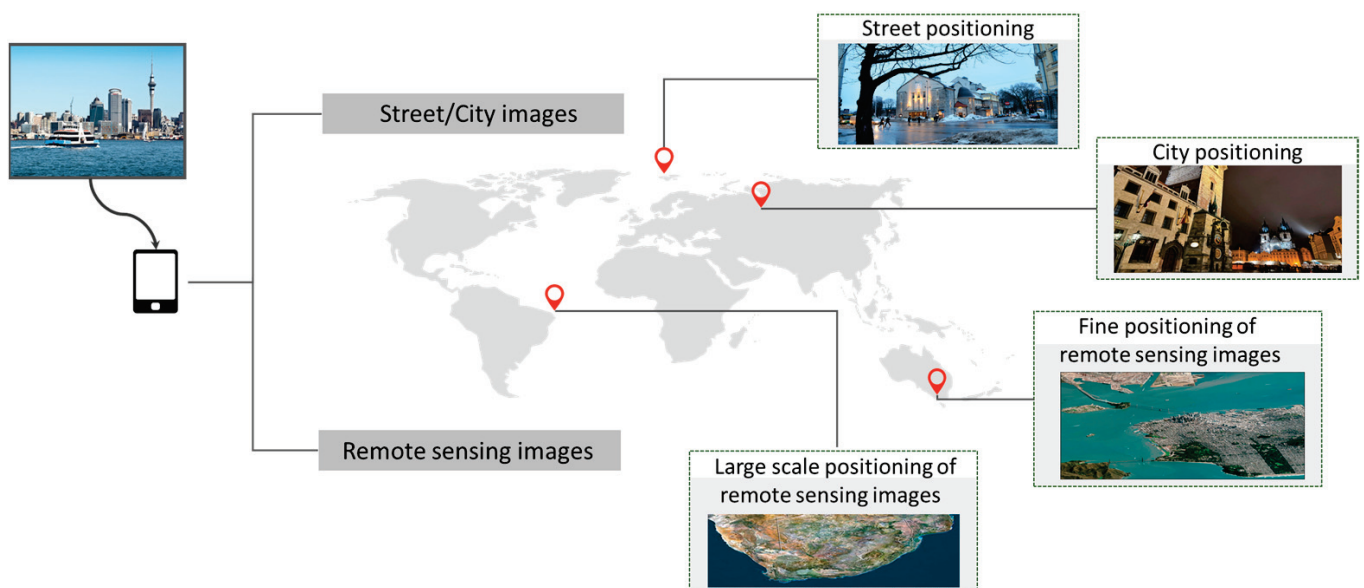 Street positioning
Street/City images
City positioning
Fine positioning of
remote sensing images
Remote sensing images
Large scale positioning of
remote sensing images